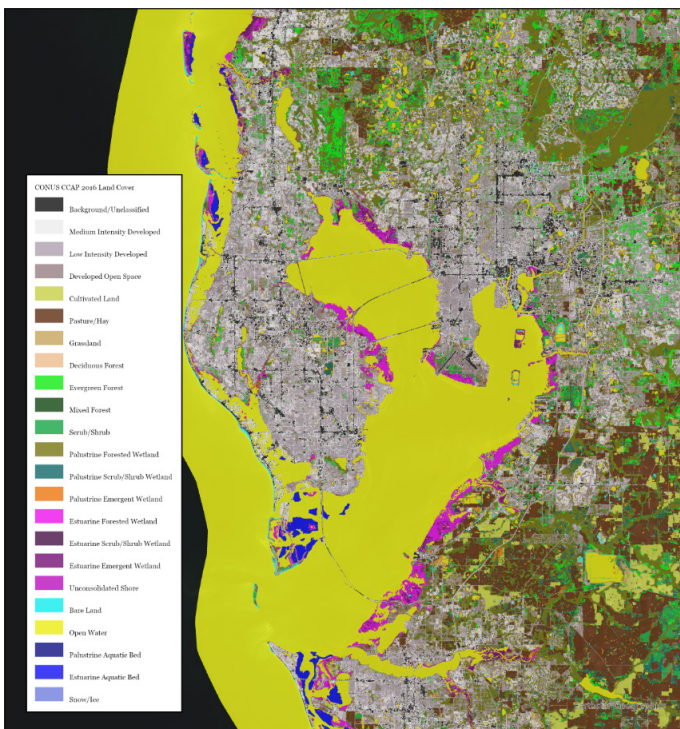 CONUS CCAP 2016 Land Cover
Background/Unclassified
Medium Intensity Developed
Low Intensity Developed
Developed Open Space
Cultivated Land
Pasture/Hay
Grassland
Deciduous Forest
Evergreen Forest
Mixed Forest
Scrub/Shrub
Palustrine Forested Wetland
Palustrine Scrub/Shrub Wetland
Palustrine Emergent Wetland
Estuarine Forested Wetland
Estuarine Scrub/Shrub Wetland
Estuarine Emergent Wetland
Unconsolidated Shore
Bare Land
Open Water
Palustrine Aquatic Bed
Estuarine Aquatic Bed
Snow/Ice